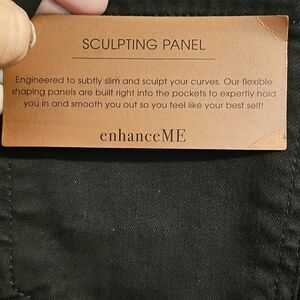 SCULPTING PANEL
Engineered to subtly slim and sculpt your curves. Our flexible
shaping panels are built right into the pockets to expertly hold
you in and smooth you out so you feel like your best self!
enhanceME